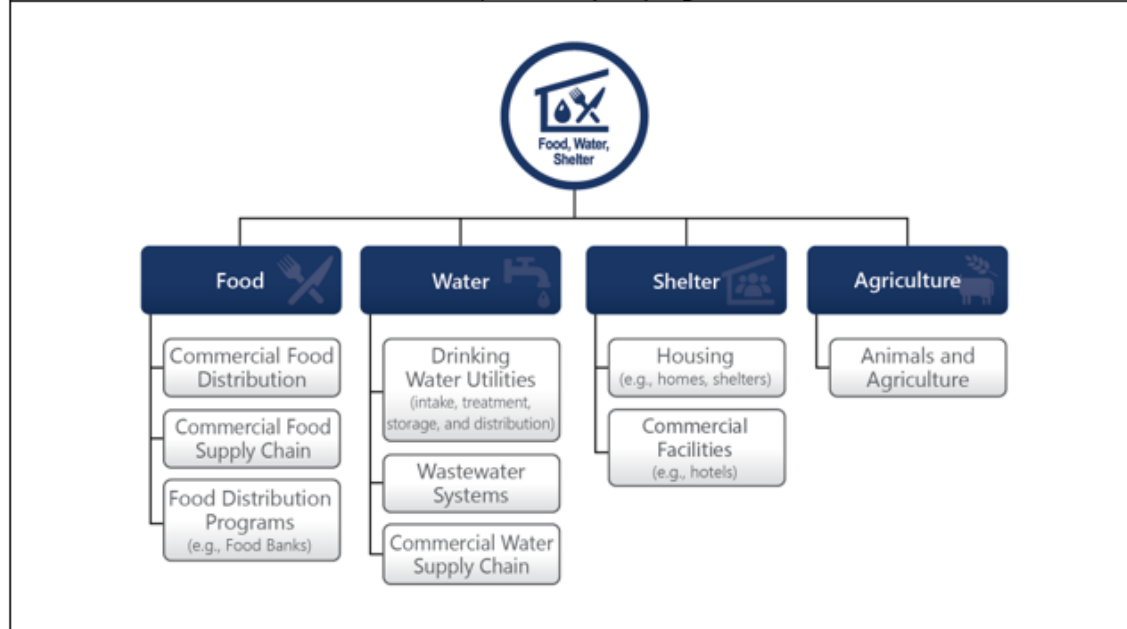 Food, Water,
Shelter
Food
Water
Shelter
Agriculture
Commercial Food
Distribution
Commercial Food
Supply Chain
Food Distribution
Programs
(e.g., Food Banks)
Drinking
Water Utilities
(intake, treatment,
storage, and distribution)
Wastewater
Systems
Commercial Water
Supply Chain
Housing
(e.g., homes, shelters)
Commercial
Facilities
(e.g., hotels)
Animals and
Agriculture